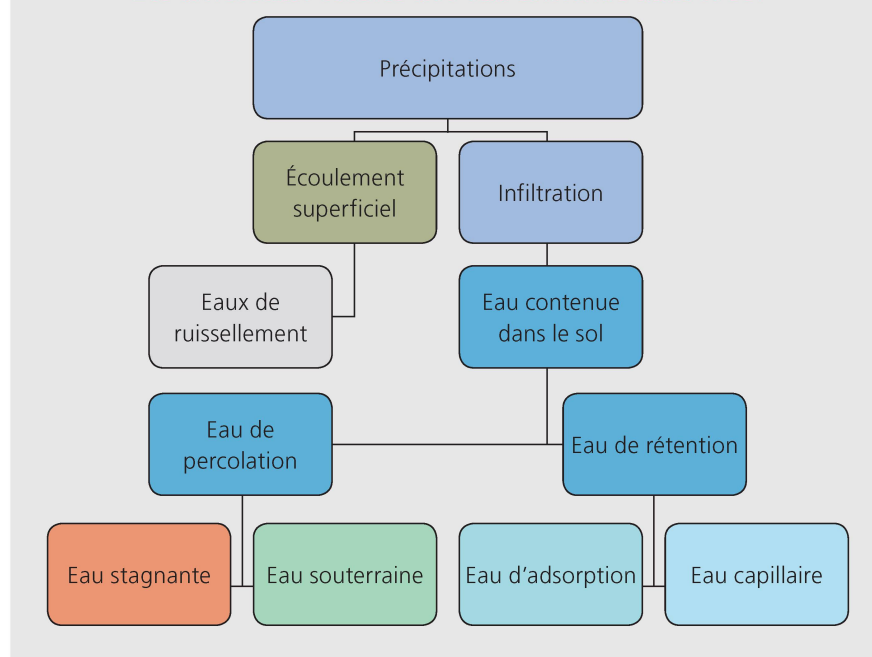 Précipitations
Écoulement
superficiel
Infiltration
Eaux de
ruissellement
Eau contenue
dans le sol
Eau de
percolation
Eau de rétention
Eau stagnante
Eau souterraine
Eau d’adsorption
Eau capillaire